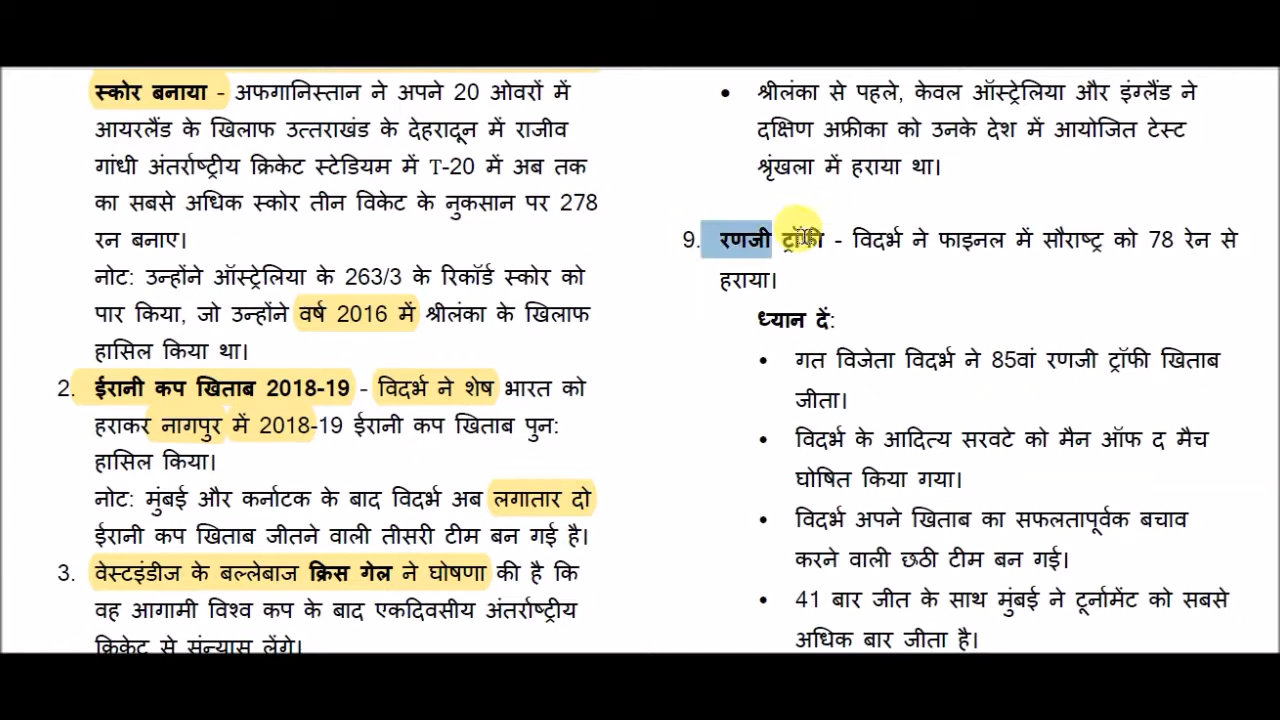 स्कोर बनाया - अफगानिस्तान ने अपने 20 ओवरों में
आयरलैंड के खिलाफ उत्तराखंड के देहरादून में राजीव
गांधी अंतर्राष्ट्रीय क्रिकेट स्टेडियम में T-20 में अब तक
का सबसे अधिक स्कोर तीन विकेट के नुकसान पर 278
रन बनाए।
नोट: उन्होंने ऑस्ट्रेलिया के 263/3 के रिकॉर्ड स्कोर को
पार किया, जो उन्होंने वर्ष 2016 में श्रीलंका के खिलाफ
हासिल किया था।
2. ईरानी कप खिताब 2018-19 - विदर्भ ने शेष भारत को
हराकर नागपुर में 2018-19 ईरानी कप खिताब पुन:
हासिल किया।
नोट: मुंबई और कर्नाटक के बाद विदर्भ अब लगातार दो
ईरानी कप खिताब जीतने वाली तीसरी टीम बन गई है।
3. वेस्टइंडीज के बल्लेबाज क्रिस गेल ने घोषणा की है कि
वह आगामी विश्व कप के बाद एकदिवसीय अंतर्राष्ट्रीय
क्रिकेट से संन्यास लेंगे।
• श्रीलंका से पहले, केवल ऑस्ट्रेलिया और इंग्लैंड ने
दक्षिण अफ्रीका को उनके देश में आयोजित टेस्ट
श्रृंखला में हराया था।
9. रणजी ट्रॉफी - विदर्भ ने फाइनल में सौराष्ट्र को 78 रेन से
हराया।
ध्यान दें:
• गत विजेता विदर्भ ने 85वां रणजी ट्रॉफी खिताब
जीता।
• विदर्भ के आदित्य सरवटे को मैन ऑफ द मैच
घोषित किया गया।
• विदर्भ अपने खिताब का सफलतापूर्वक बचाव
करने वाली छठी टीम बन गई।
• 41 बार जीत के साथ मुंबई ने टूर्नामेंट को सबसे
अधिक बार जीता है।